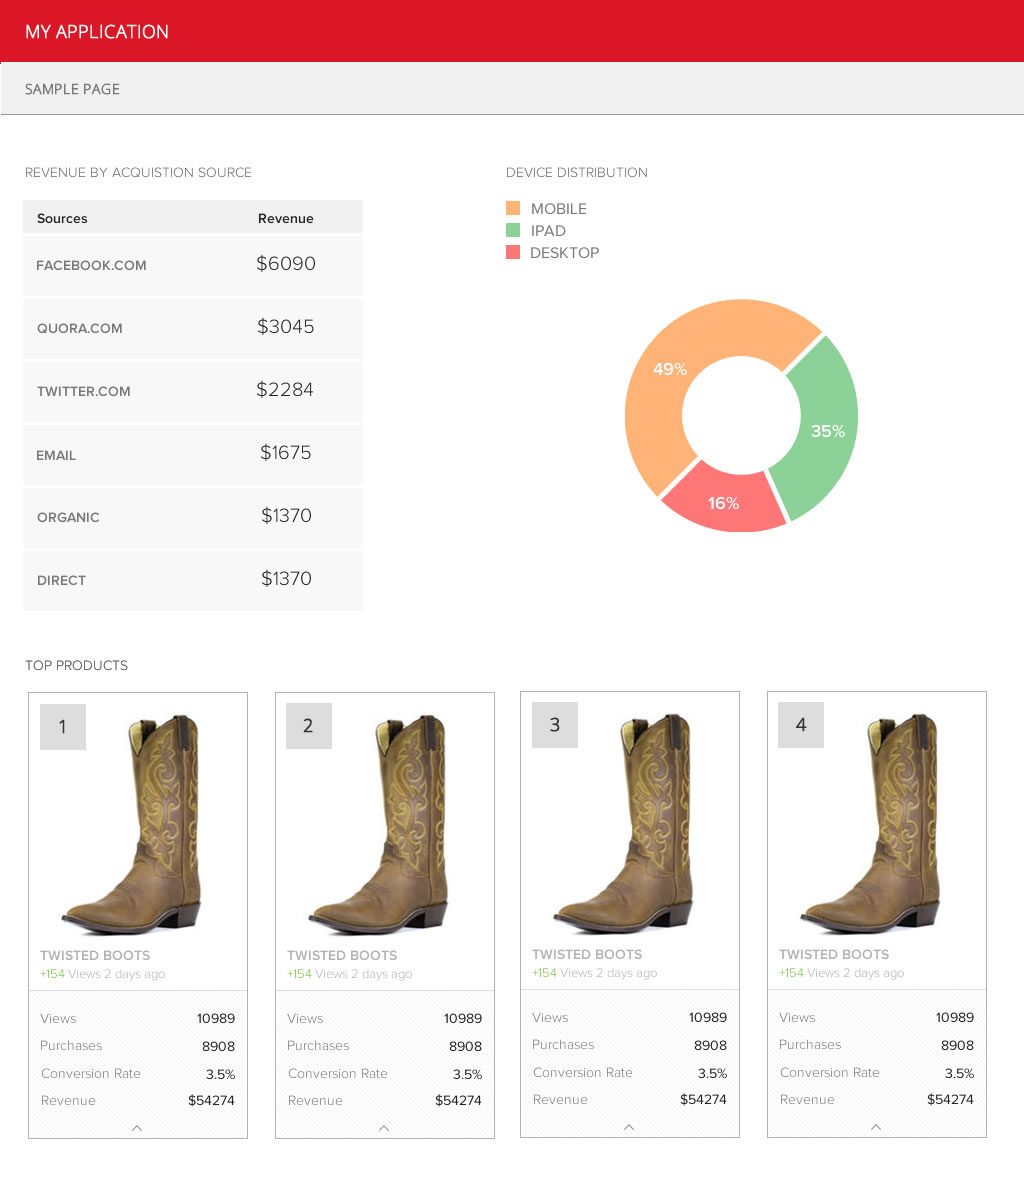 MY APPLICATION
SAMPLE PAGE
REVENUE BY ACQUISTION SOURCE
Sources Revenue
FACEBOOK.COM $6090
QUORA.COM $3045
TWITTER.COM $2284
EMAIL $1675
ORGANIC $1370
DIRECT $1370
DEVICE DISTRIBUTION
MOBILE
IPAD
DESKTOP
49%
35%
16%
TOP PRODUCTS
1
TWISTED BOOTS
+154 Views 2 days ago
Views 10989
Purchases 8908
Conversion Rate 3.5%
Revenue $54274
2
TWISTED BOOTS
+154 Views 2 days ago
Views 10989
Purchases 8908
Conversion Rate 3.5%
Revenue $54274
3
TWISTED BOOTS
+154 Views 2 days ago
Views 10989
Purchases 8908
Conversion Rate 3.5%
Revenue $54274
4
TWISTED BOOTS
+154 Views 2 days ago
Views 10989
Purchases 8908
Conversion Rate 3.5%
Revenue $54274